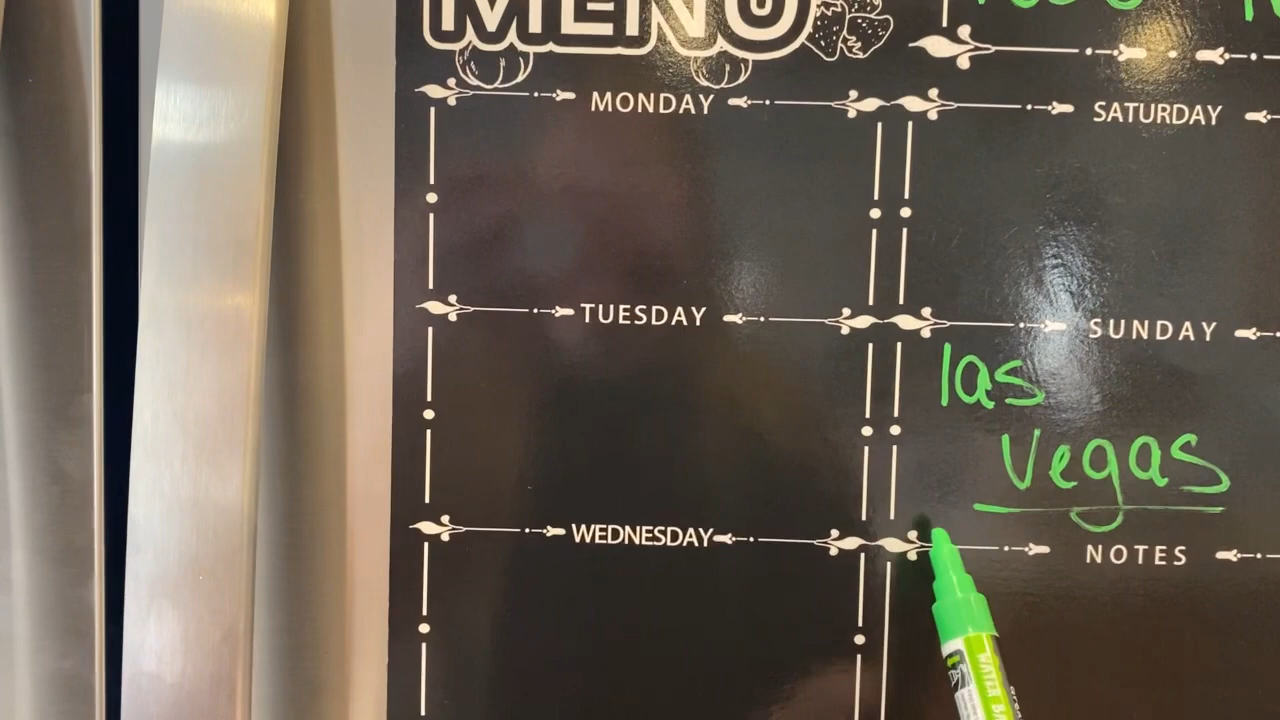 MENU
MONDAY
SATURDAY
TUESDAY
SUNDAY
las
Vegas
WEDNESDAY
NOTES